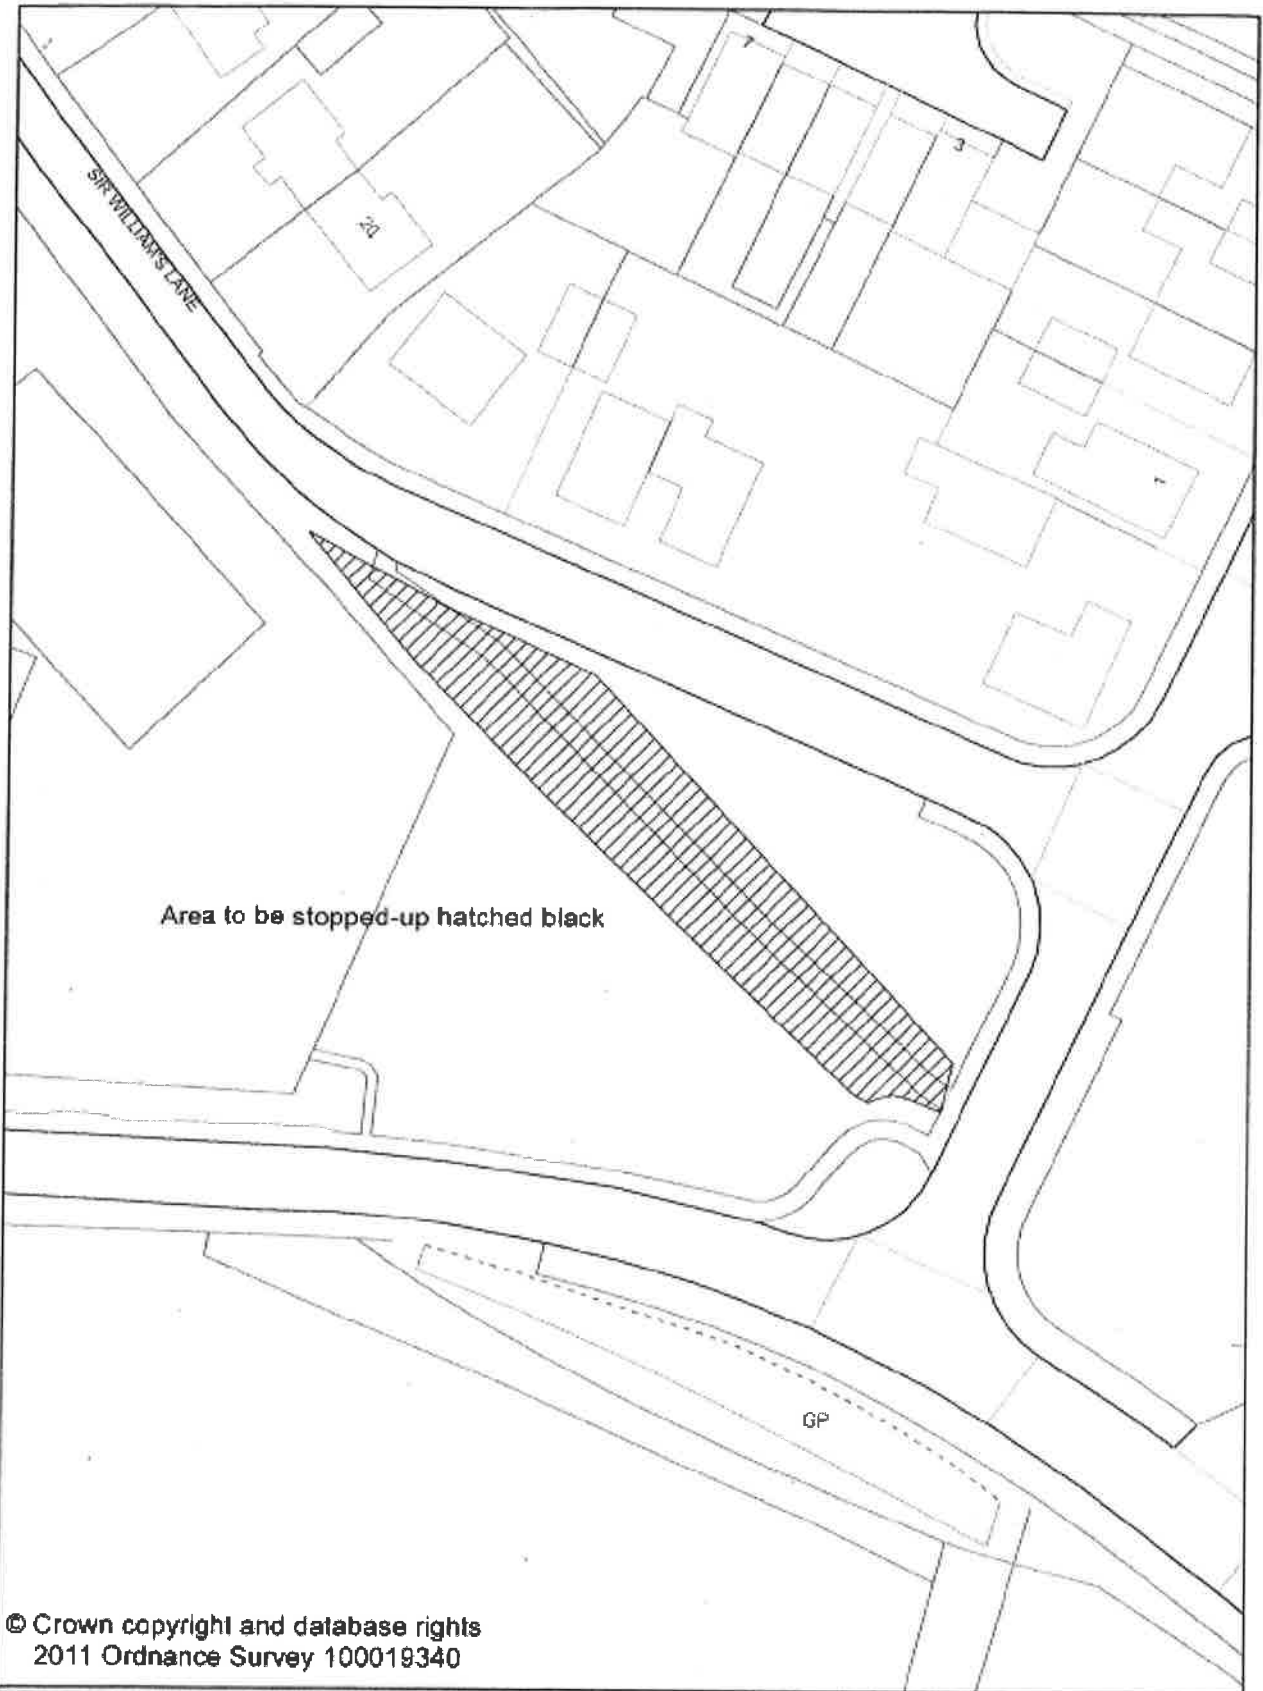 7
3
SIR WILLIAM'S LANE
20
1
Area to be stopped-up hatched black
GP
© Crown copyright and database rights
2011 Ordnance Survey 100019340